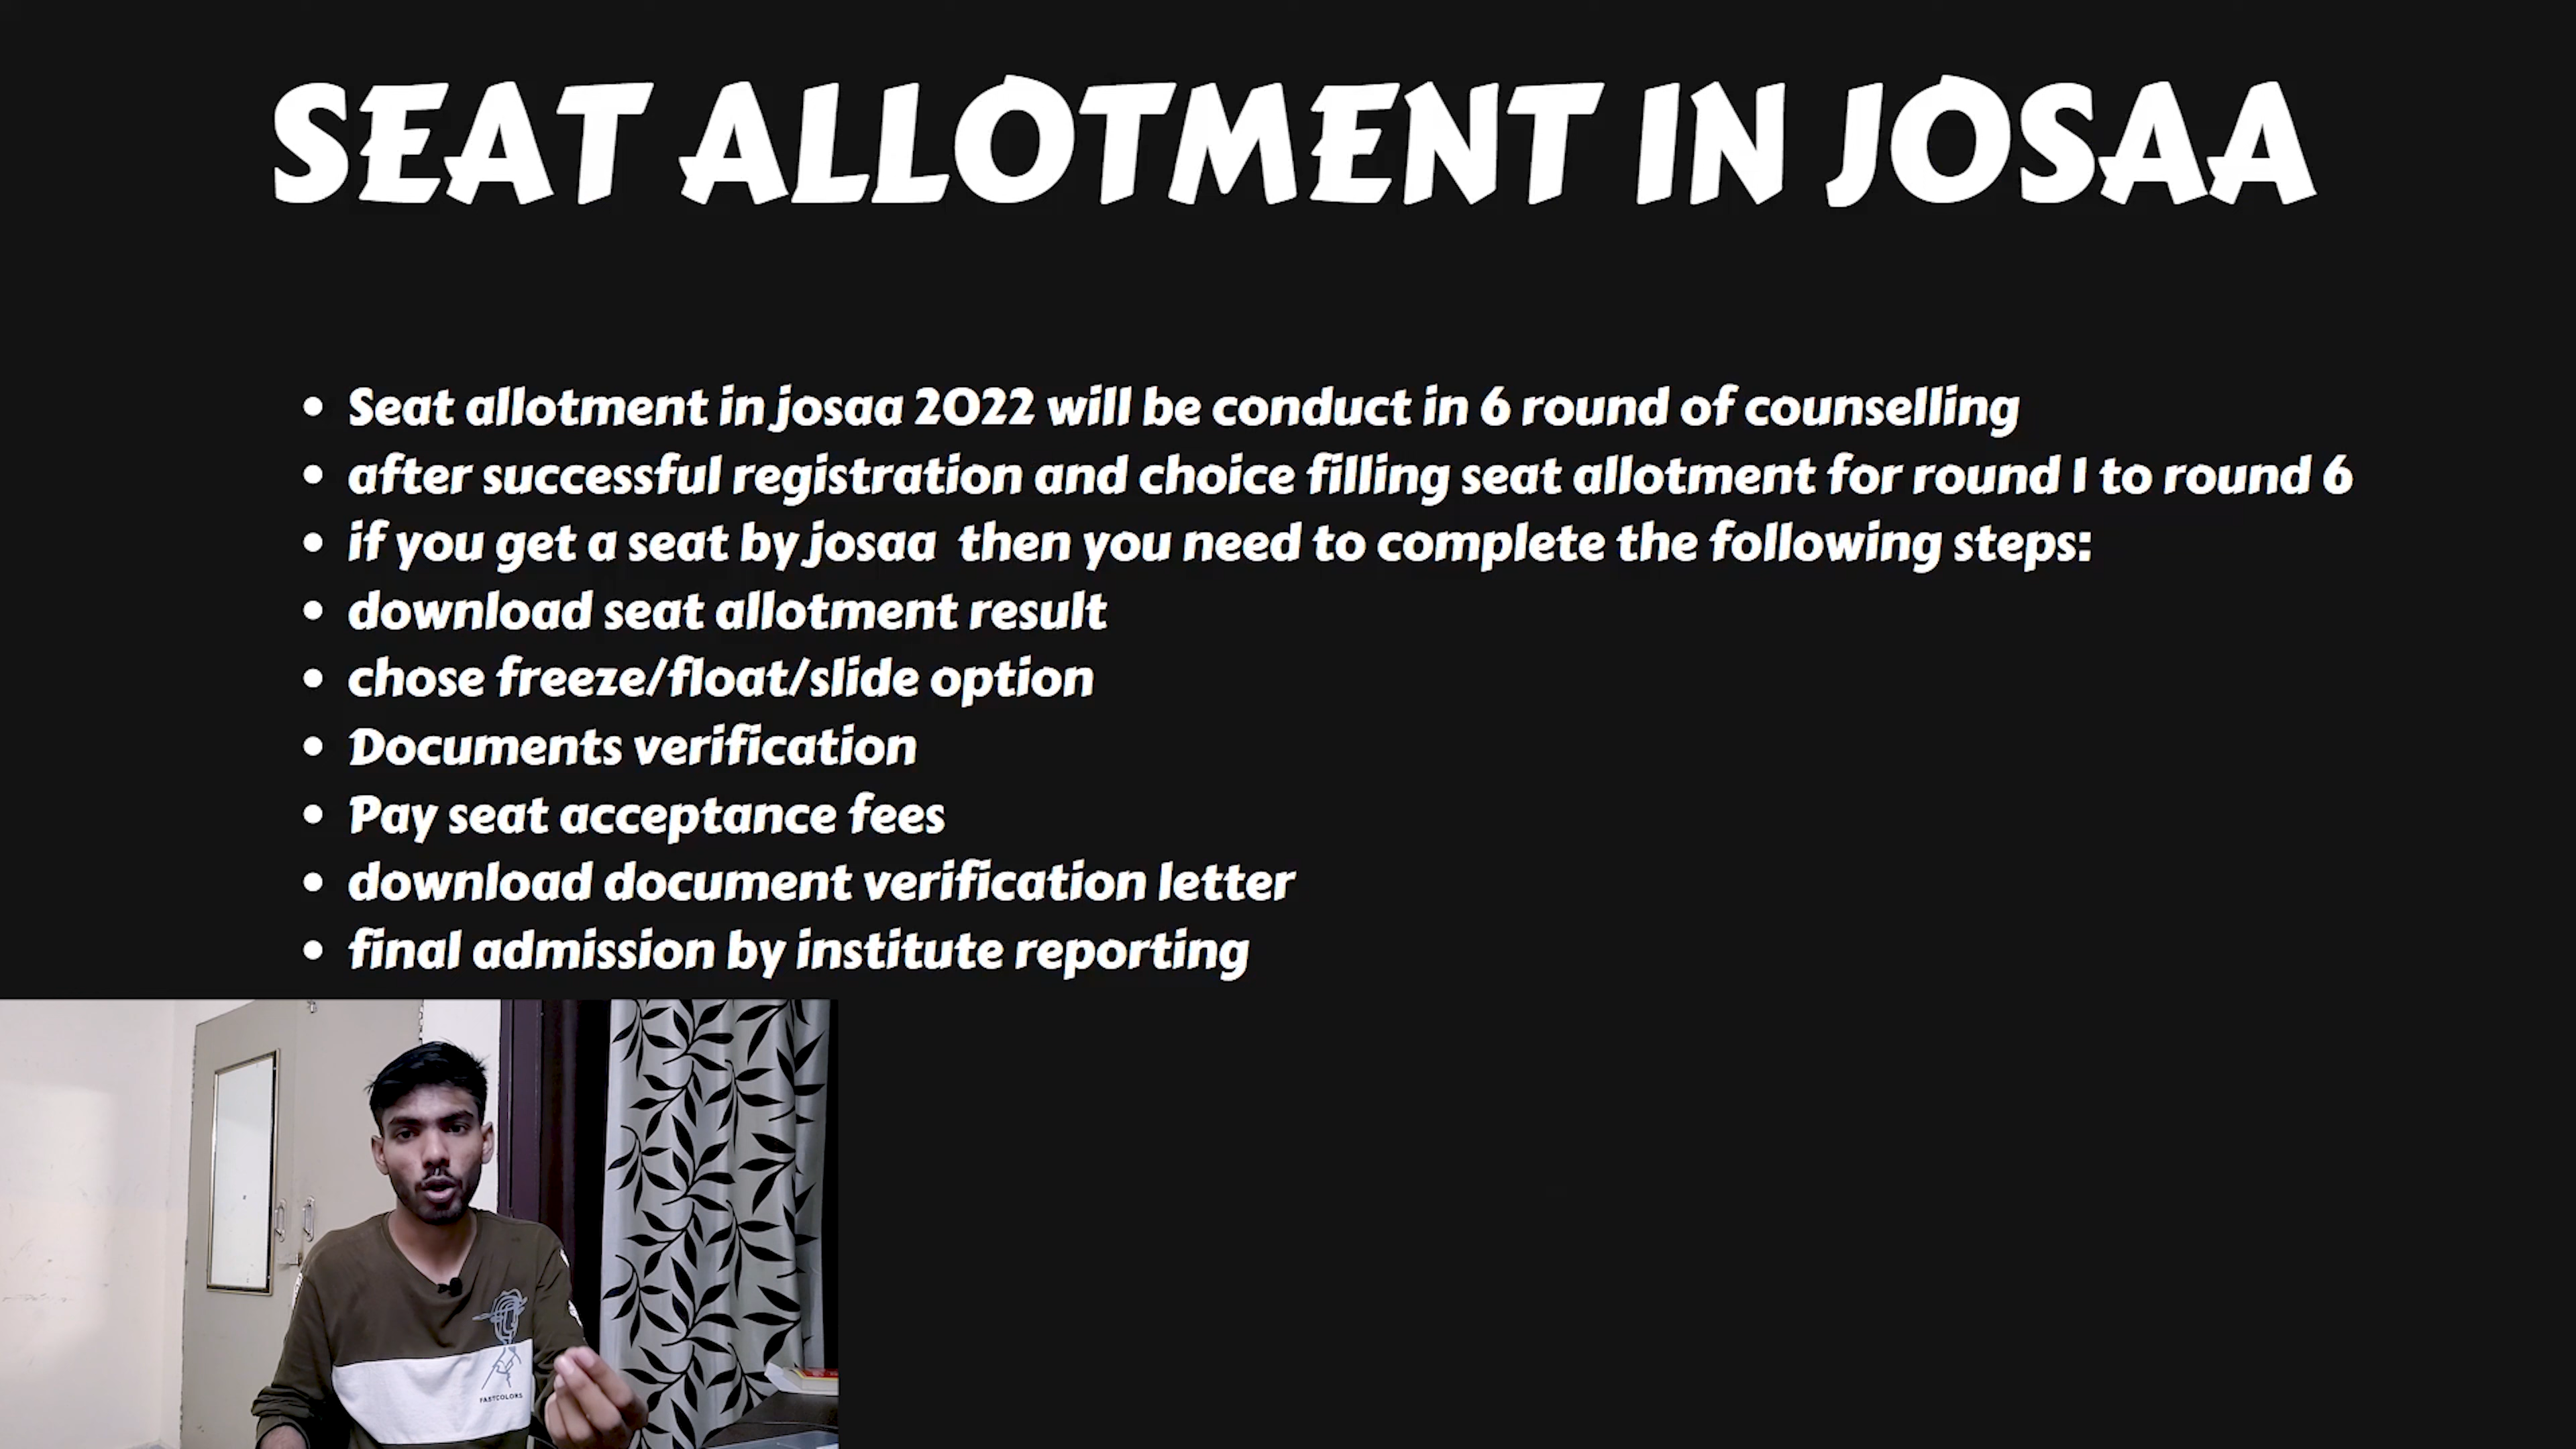 SEAT ALLOTMENT IN JOSAA
Seat allotment in josaa 2022 will be conduct in 6 round of counselling
after successful registration and choice filling seat allotment for round 1 to round 6
if you get a seat by josaa then you need to complete the following steps:
download seat allotment result
chose freeze/float/slide option
Documents verification
Pay seat acceptance fees
download document verification letter
final admission by institute reporting
FASTCOLORS